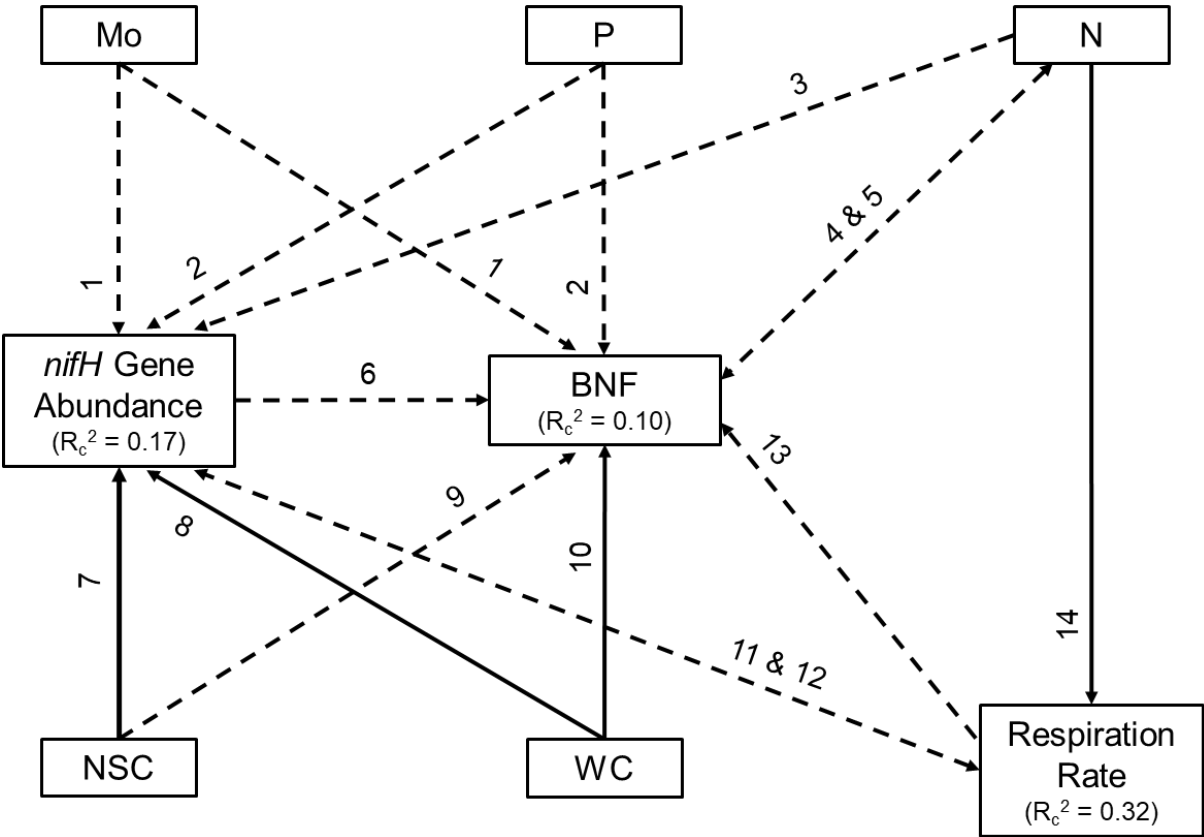 Mo
P
N
3
4 & 5
1
2
1
2
nifH Gene
Abundance
(Rc² = 0.17)
6
BNF
(Rc² = 0.10)
13
9
8
7
10
11 & 12
14
NSC
WC
Respiration
Rate
(Rc² = 0.32)